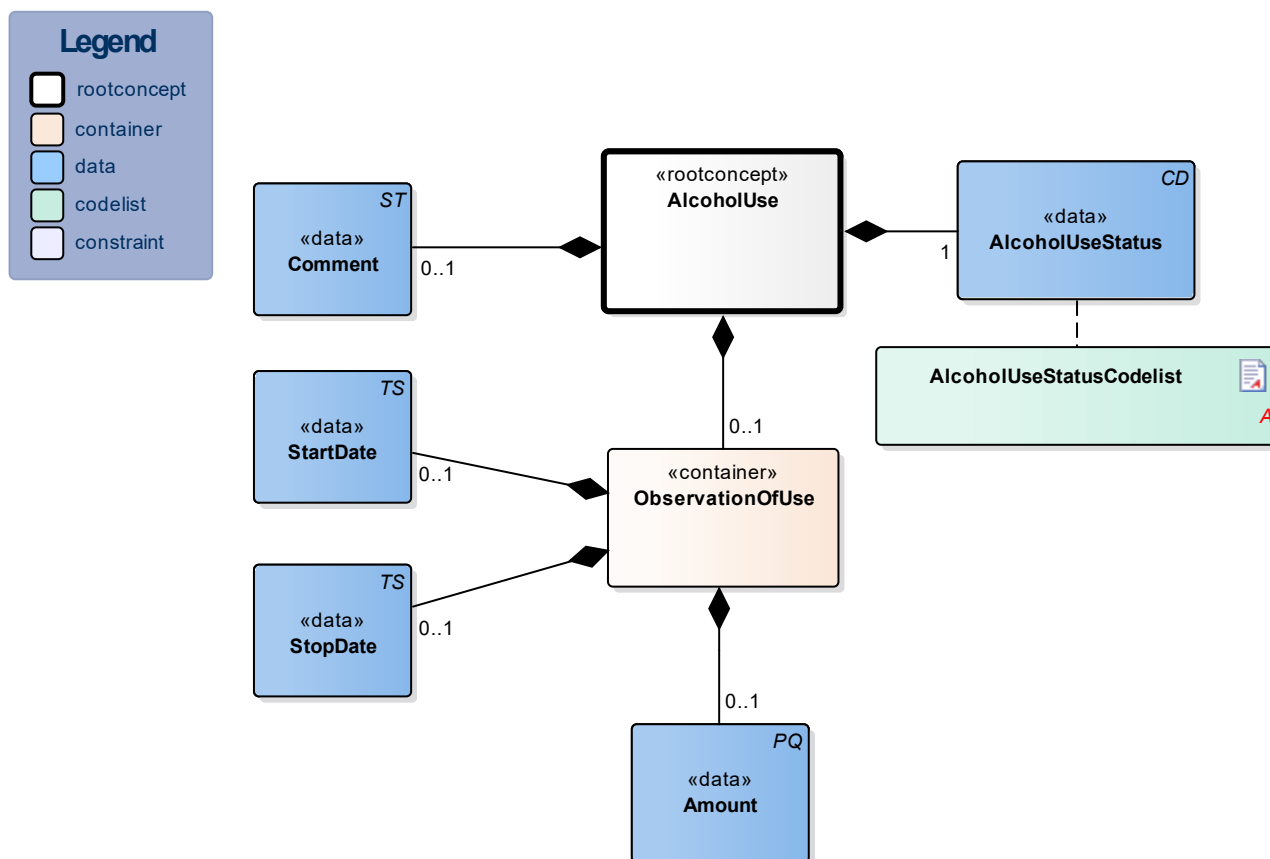 Legend
rootconcept
container
data
codelist
constraint
«rootconcept»
AlcoholUse
CD
«data»
AlcoholUseStatus
1
ST
«data»
Comment
0..1
AlcoholUseStatusCodelist
A
TS
«data»
StartDate
0..1
0..1
«container»
ObservationOfUse
TS
«data»
StopDate
0..1
0..1
PQ
«data»
Amount